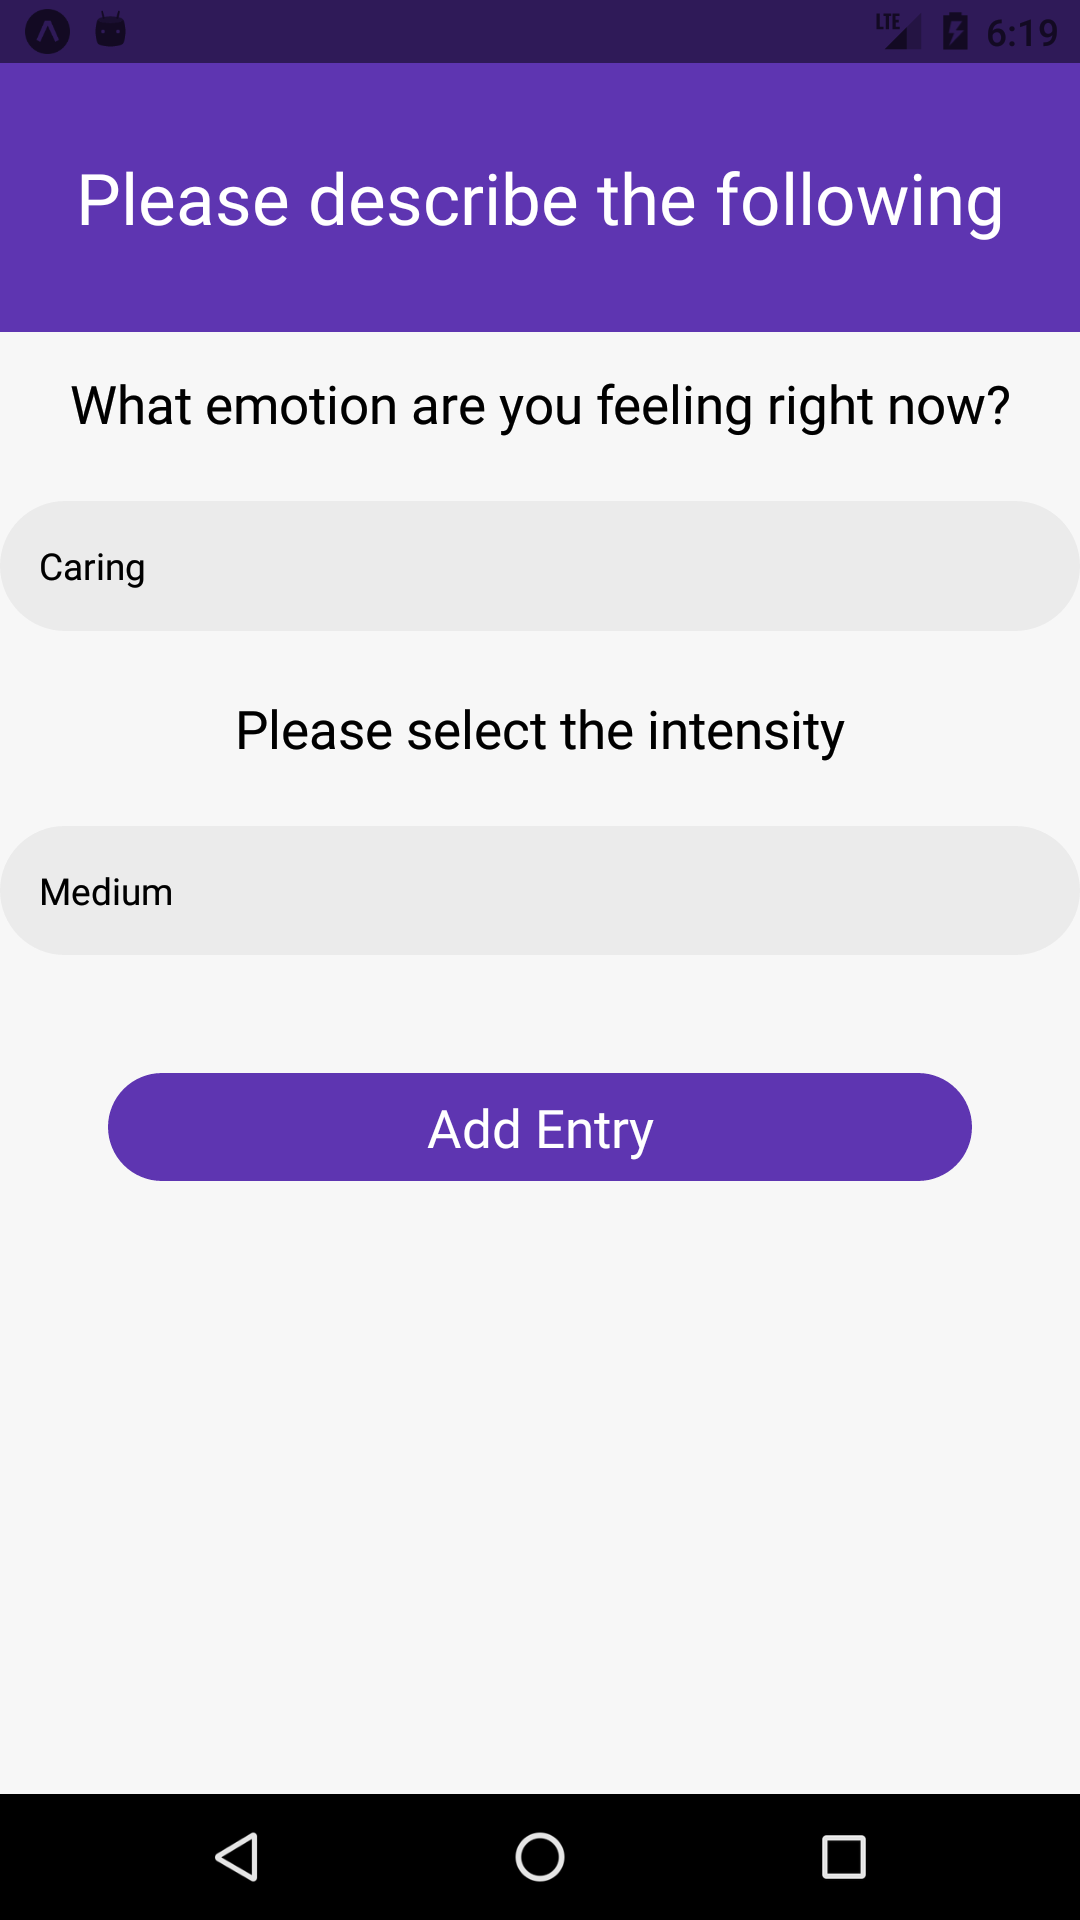 LTE 6:19
Please describe the following
What emotion are you feeling right now?
Caring
Please select the intensity
Medium
Add Entry